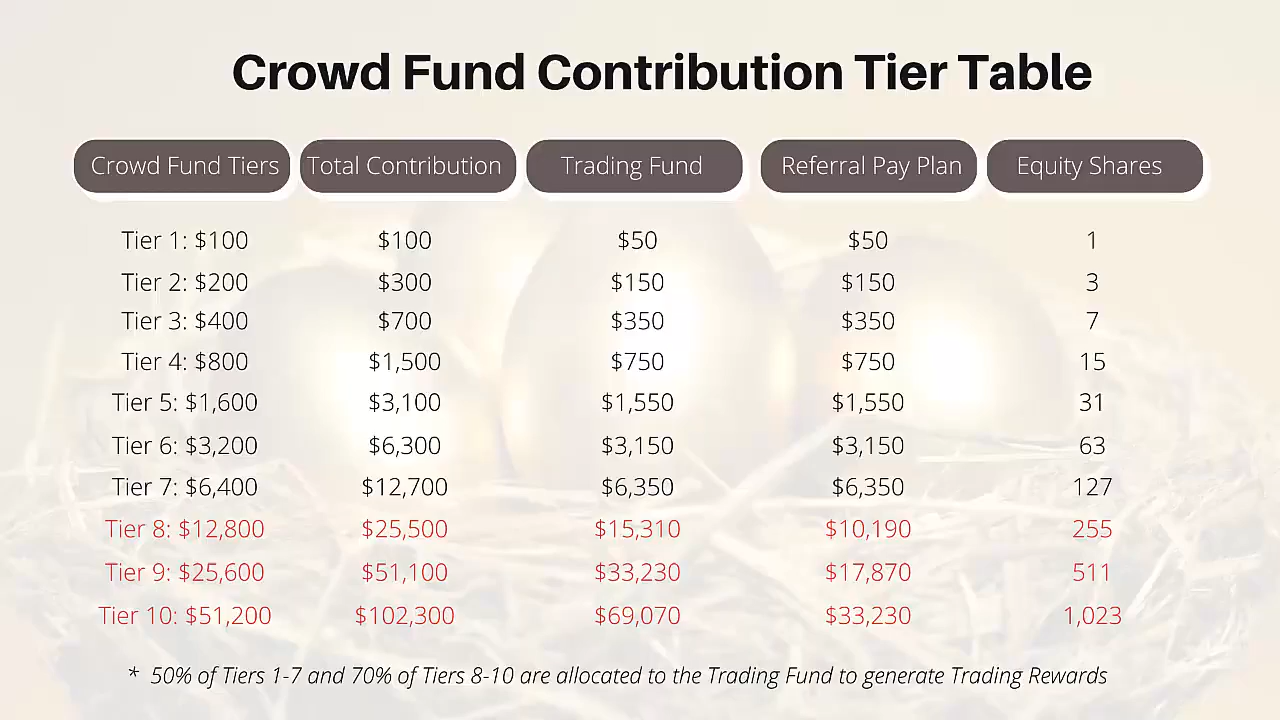 Crowd Fund Contribution Tier Table
Crowd Fund Tiers Total Contribution Trading Fund Referral Pay Plan Equity Shares
Tier 1: $100 $100 $50 $50 1
Tier 2: $200 $300 $150 $150 3
Tier 3: $400 $700 $350 $350 7
Tier 4: $800 $1,500 $750 $750 15
Tier 5: $1,600 $3,100 $1,550 $1,550 31
Tier 6: $3,200 $6,300 $3,150 $3,150 63
Tier 7: $6,400 $12,700 $6,350 $6,350 127
Tier 8: $12,800 $25,500 $15,310 $10,190 255
Tier 9: $25,600 $51,100 $33,230 $17,870 511
Tier 10: $51,200 $102,300 $69,070 $33,230 1,023
* 50% of Tiers 1-7 and 70% of Tiers 8-10 are allocated to the Trading Fund to generate Trading Rewards